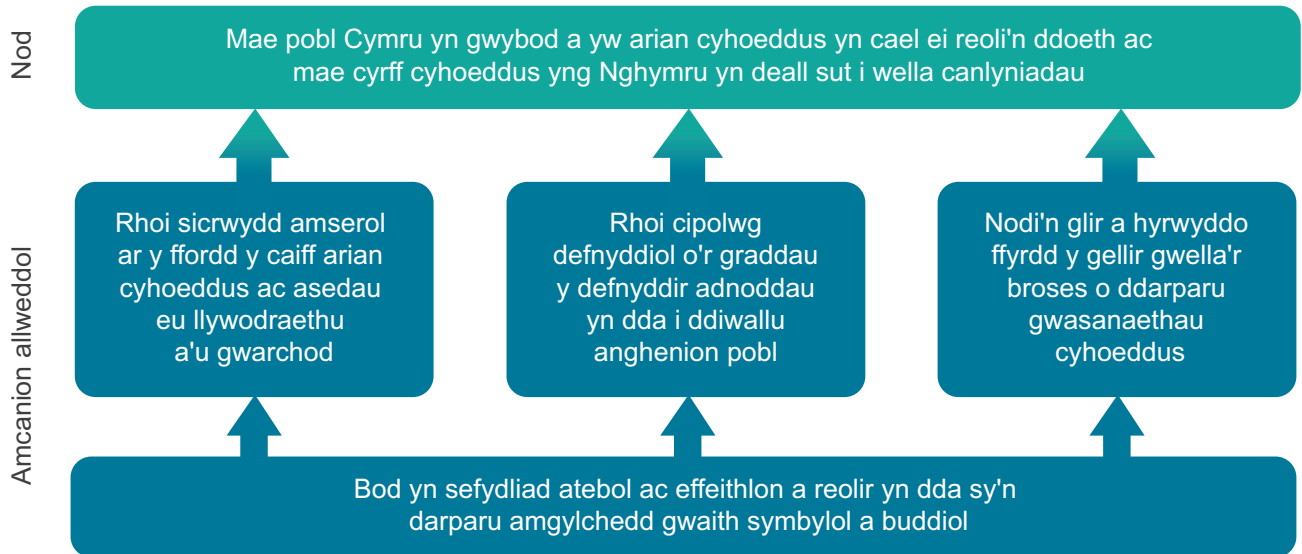 Nod
Mae pobl Cymru yn gwybod a yw arian cyhoeddus yn cael ei reoli'n ddoeth ac
mae cyrff cyhoeddus yng Nghymru yn deall sut i wella canlyniadau
Amcanion allweddol
Rhoi sicrwydd amserol
ar y ffordd y caiff arian
cyhoeddus ac asedau
eu llywodraethu
a'u gwarchod
Rhoi cipolwg
defnyddiol o'r graddau
y defnyddir adnoddau
yn dda i ddiwallu
anghenion pobl
Nodi'n glir a hyrwyddo
ffyrdd y gellir gwella'r
broses o ddarparu
gwasanaethau
cyhoeddus
Bod yn sefydliad atebol ac effeithlon a reolir yn dda sy'n
darparu amgylchedd gwaith symbylol a buddiol